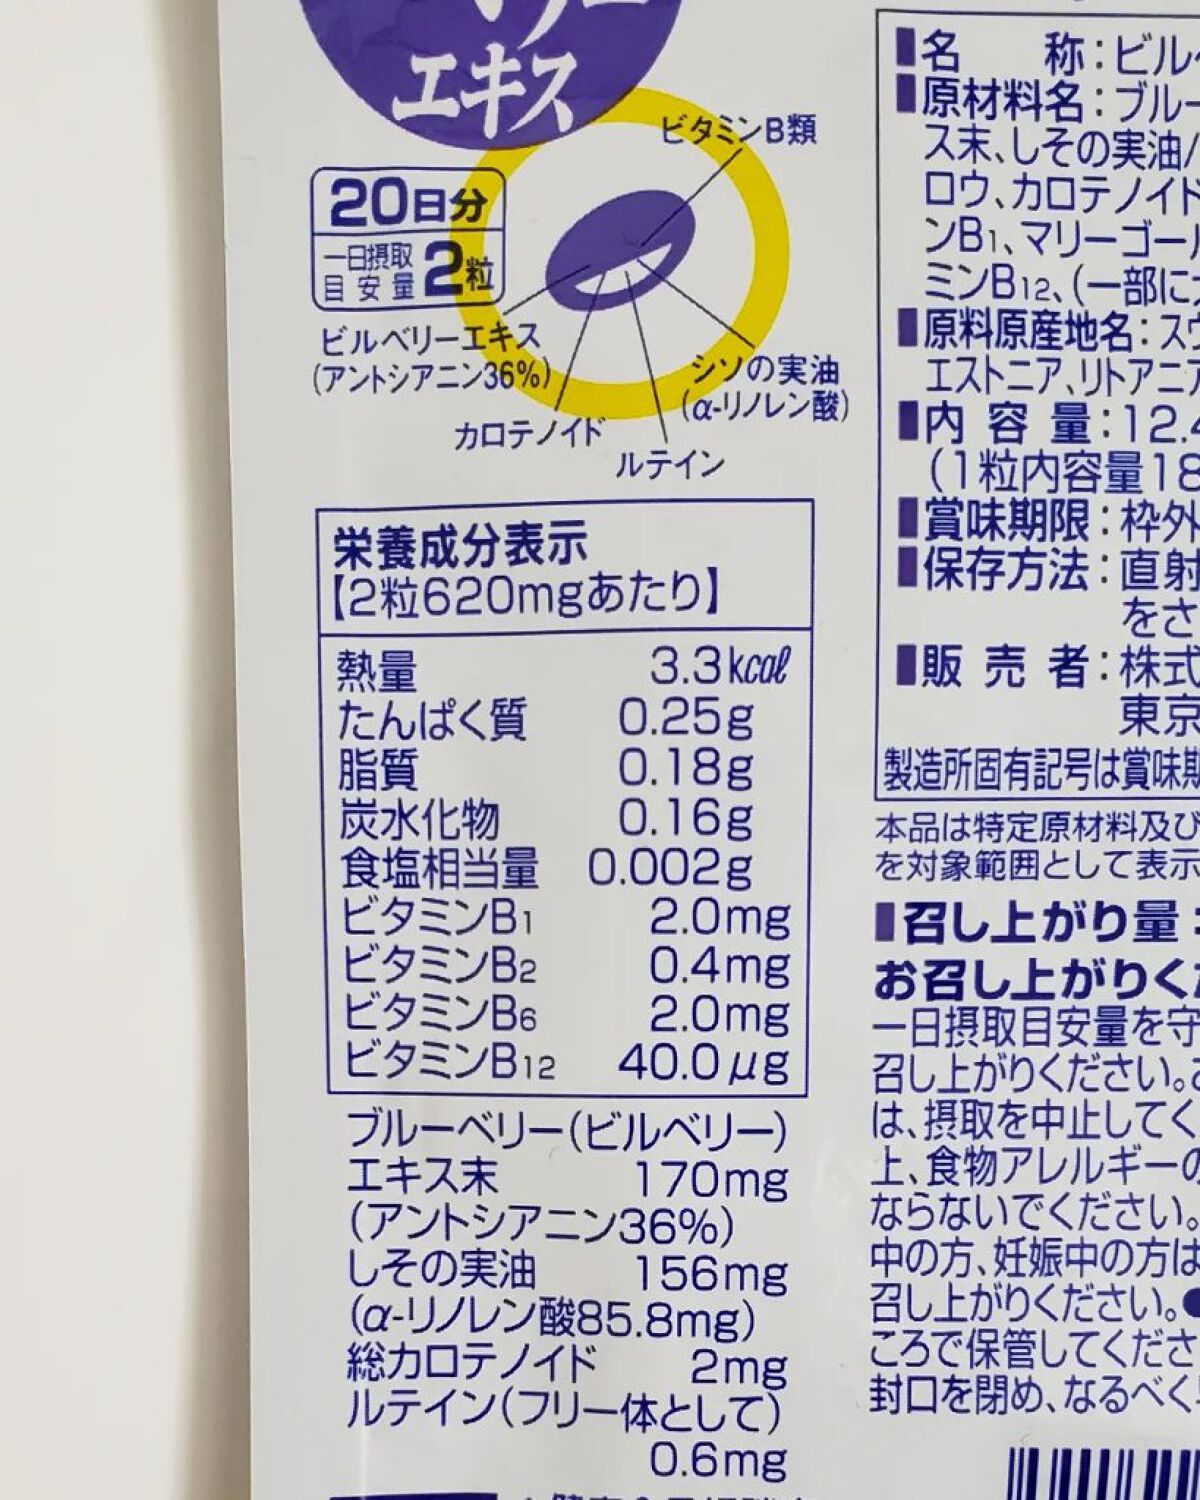 エキス
ビタミンB類
20日分
一日摂取
目安量 2粒
ビルベリーエキス
(アントシアニン36%)
シソの実油
(α-リノレン酸)
カロテノイド
ルテイン
栄養成分表示
【2粒620mgあたり】
熱量 3.3kcal
たんぱく質 0.25g
脂質 0.18g
炭水化物 0.16g
食塩相当量 0.002g
ビタミンB1 2.0mg
ビタミンB2 0.4mg
ビタミンB6 2.0mg
ビタミンB12 40.0μg
ブルーベリー(ビルベリー)
エキス末 170mg
(アントシアニン36%)
しその実油 156mg
(α-リノレン酸85.8mg)
総カロテノイド 2mg
ルテイン(フリー体として)
0.6mg
名 称:ビル
原材料名:ブルー
ス末、しその実油/
ロウ、カロテノイド
ンB1、マリーゴー
ミンB12、(一部に
原料原産地名:スウ
エストニア、リトアニア
内容量:12.4
(1粒内容量18
賞味期限:枠外
保存方法:直射
をさ
販売者:株式
東京
製造所固有記号は賞味期
本品は特定原材料及び
を対象範囲として表示
召し上がり量:
お召し上がりくだ
一日摂取目安量を守
召し上がりください。
は、摂取を中止してく
上、食物アレルギーの
ならないでください。
中の方、妊娠中の方は
召し上がりください。●
ころで保管してくださ
封口を閉め、なるべく